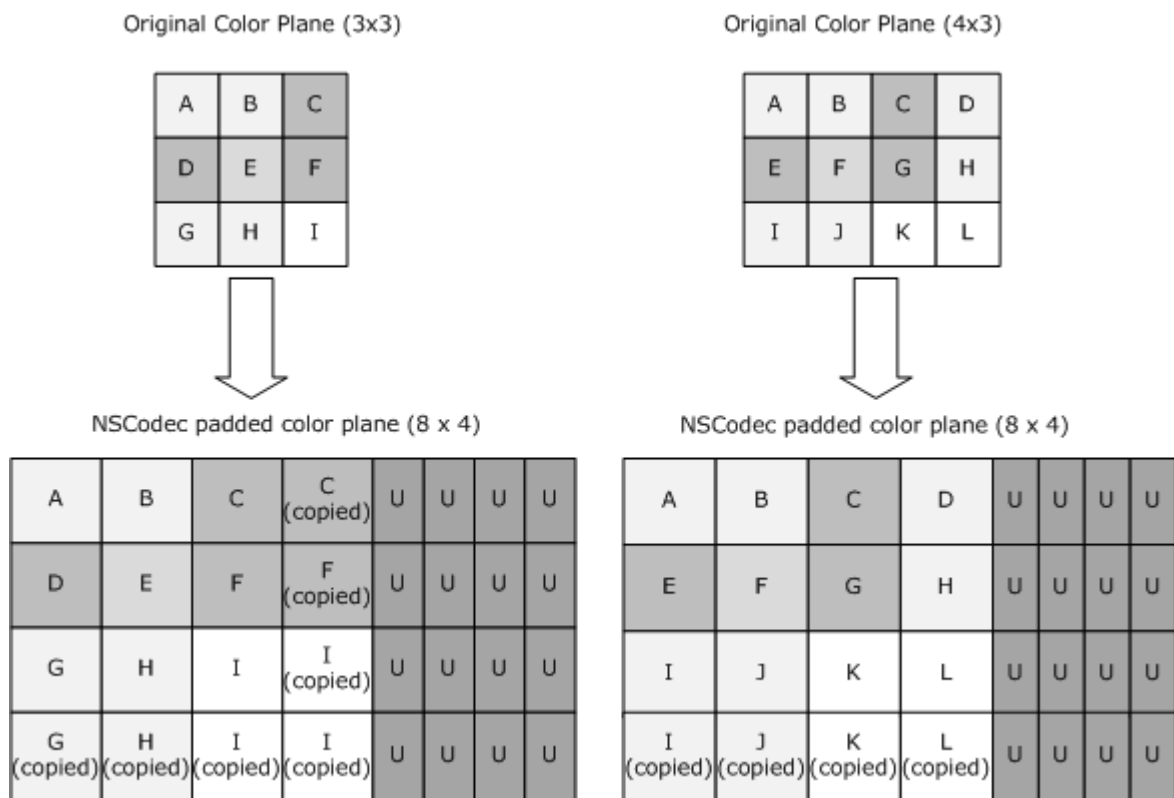 Original Color Plane (3x3)
A B C
D E F
G H I
NSCodec padded color plane (8 x 4)
A B C C (copied) U U U U
D E F F (copied) U U U U
G H I I (copied) U U U U
G (copied) H (copied) I (copied) I (copied) U U U U
Original Color Plane (4x3)
A B C D
E F G H
I J K L
NSCodec padded color plane (8 x 4)
A B C D U U U U
E F G H U U U U
I J K L U U U U
I (copied) J (copied) K (copied) L (copied) U U U U